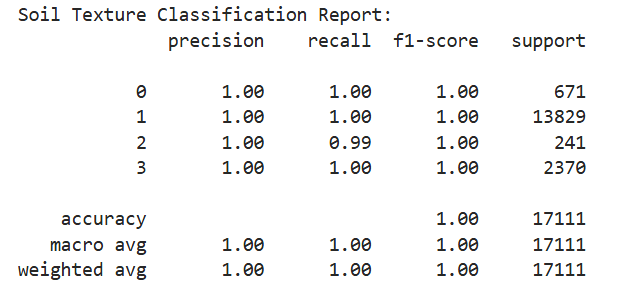 Soil Texture Classification Report:
precision recall f1-score support
0 1.00 1.00 1.00 671
1 1.00 1.00 1.00 13829
2 1.00 0.99 1.00 241
3 1.00 1.00 1.00 2370
accuracy 1.00 17111
macro avg 1.00 1.00 1.00 17111
weighted avg 1.00 1.00 1.00 17111